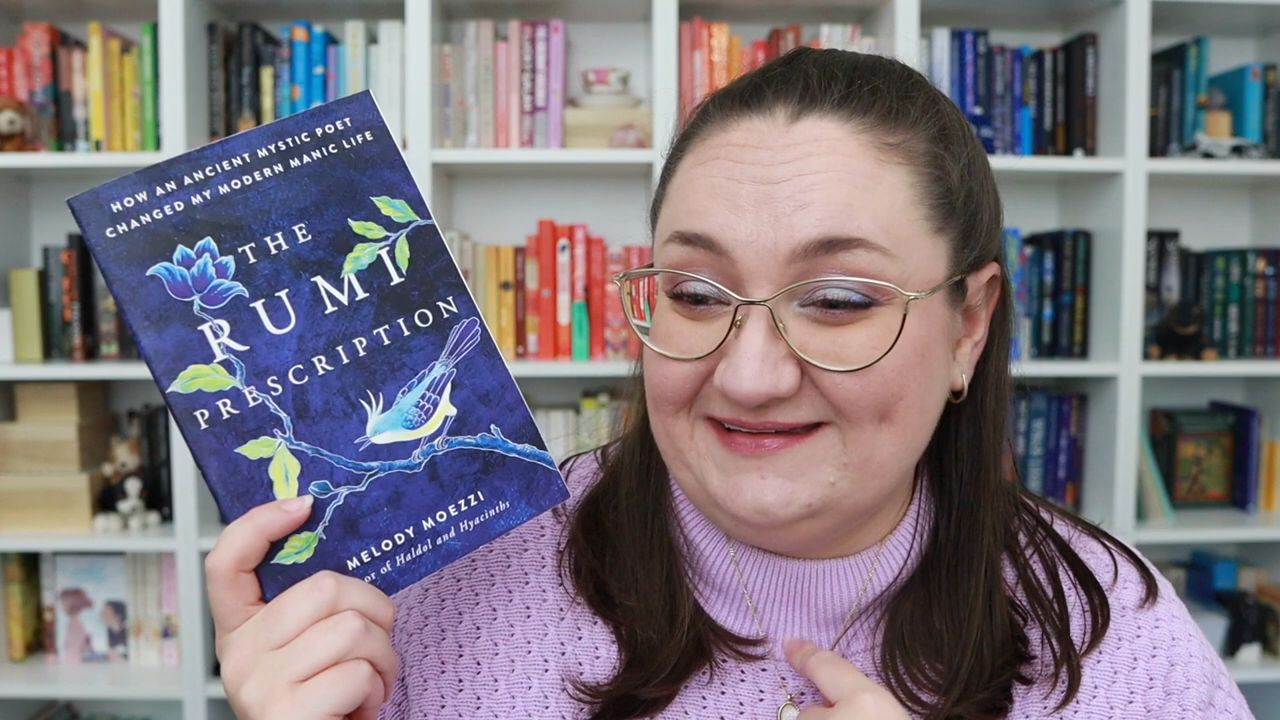 HOW AN ANCIENT MYSTIC POET
CHANGED MY MODERN MANIC LIFE
THE
RUMI
PRESCRIPTION
MELODY MOEZZI
of Haldol and Hyacinths